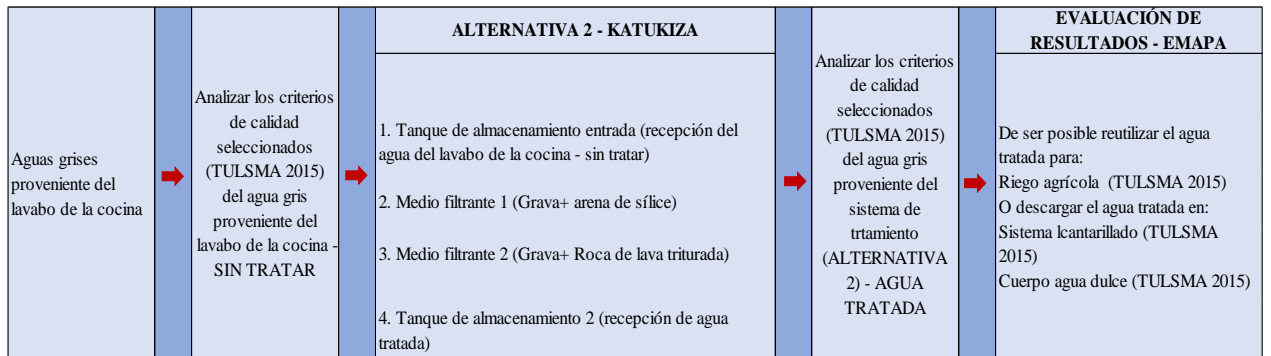 Aguas grises
proveniente del
lavabo de la cocina
Analizar los criterios
de calidad
seleccionados
(TULSMA 2015)
del agua gris
proveniente del
lavabo de la cocina -
SIN TRATAR
ALTERNATIVA 2 - KATUKIZA
1. Tanque de almacenamiento entrada (recepción del
agua del lavabo de la cocina - sin tratar)
2. Medio filtrante 1 (Grava+ arena de sílice)
3. Medio filtrante 2 (Grava+ Roca de lava triturada)
4. Tanque de almacenamiento 2 (recepción de agua
tratada)
Analizar los criterios
de calidad
seleccionados
(TULSMA 2015)
del agua gris
proveniente del
sistema de
trtamiento
(ALTERNATIVA
2) - AGUA
TRATADA
EVALUACIÓN DE
RESULTADOS - EMAPA
De ser posible reutilizar el agua
tratada para:
Riego agrícola (TULSMA 2015)
O descargar el agua tratada en:
Sistema lcantarillado (TULSMA
2015)
Cuerpo agua dulce (TULSMA 2015)